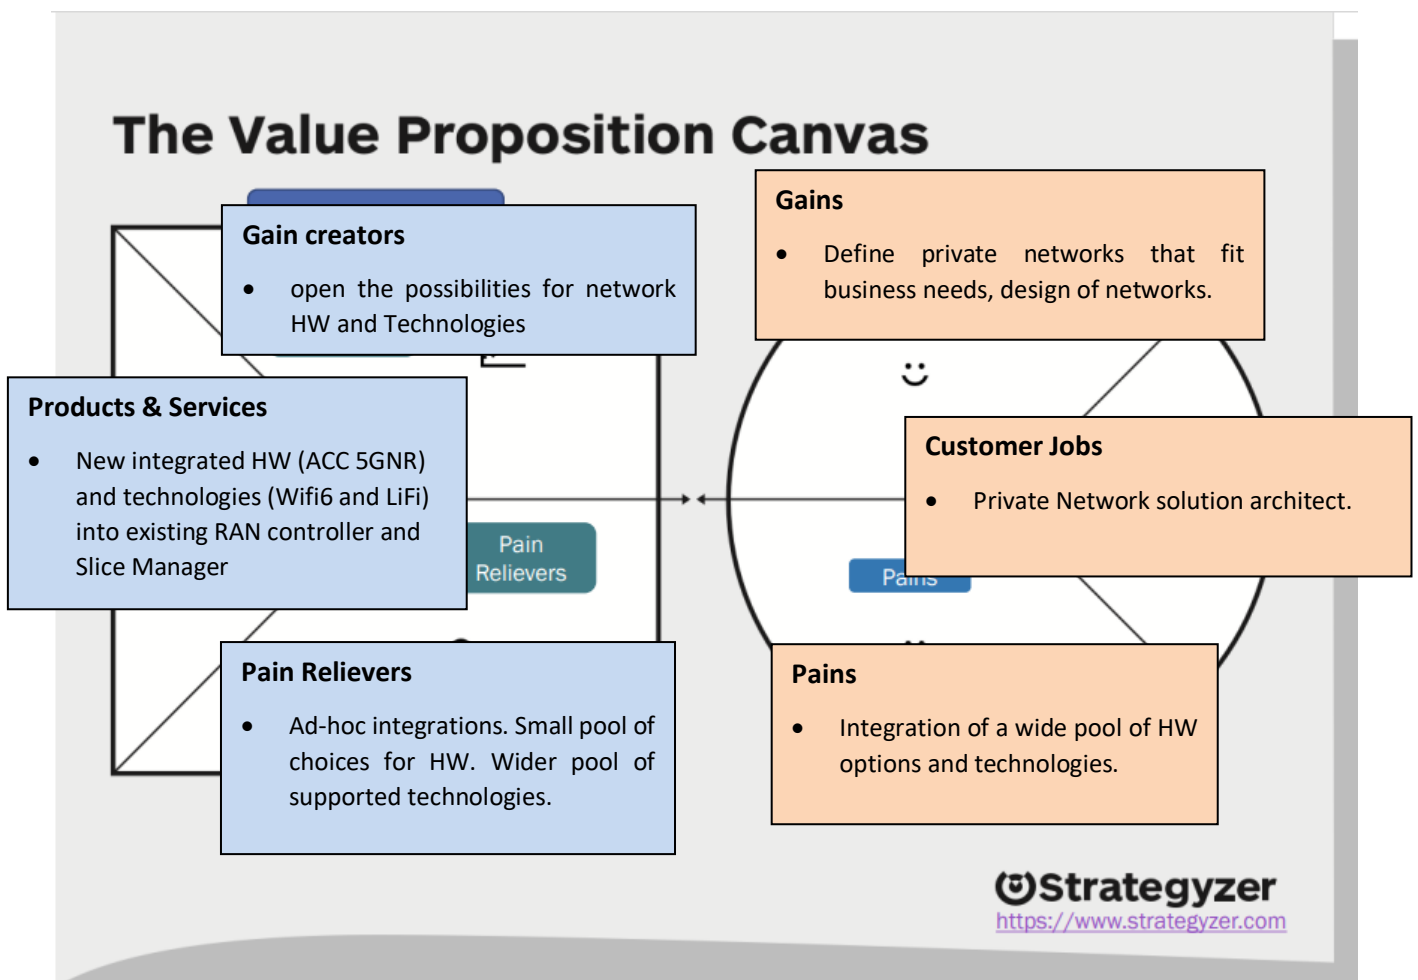 The Value Proposition Canvas
Gain creators
• open the possibilities for network
HW and Technologies
Gains
• Define private networks that fit
business needs, design of networks.
Products & Services
• New integrated HW (ACC 5GNR)
and technologies (Wifi6 and LiFi)
into existing RAN controller and
Slice Manager
Customer Jobs
• Private Network solution architect.
Pain
Relievers
Pains
Pain Relievers
• Ad-hoc integrations. Small pool of
choices for HW. Wider pool of
supported technologies.
Pains
• Integration of a wide pool of HW
options and technologies.
Strategyzer
https://www.strategyzer.com